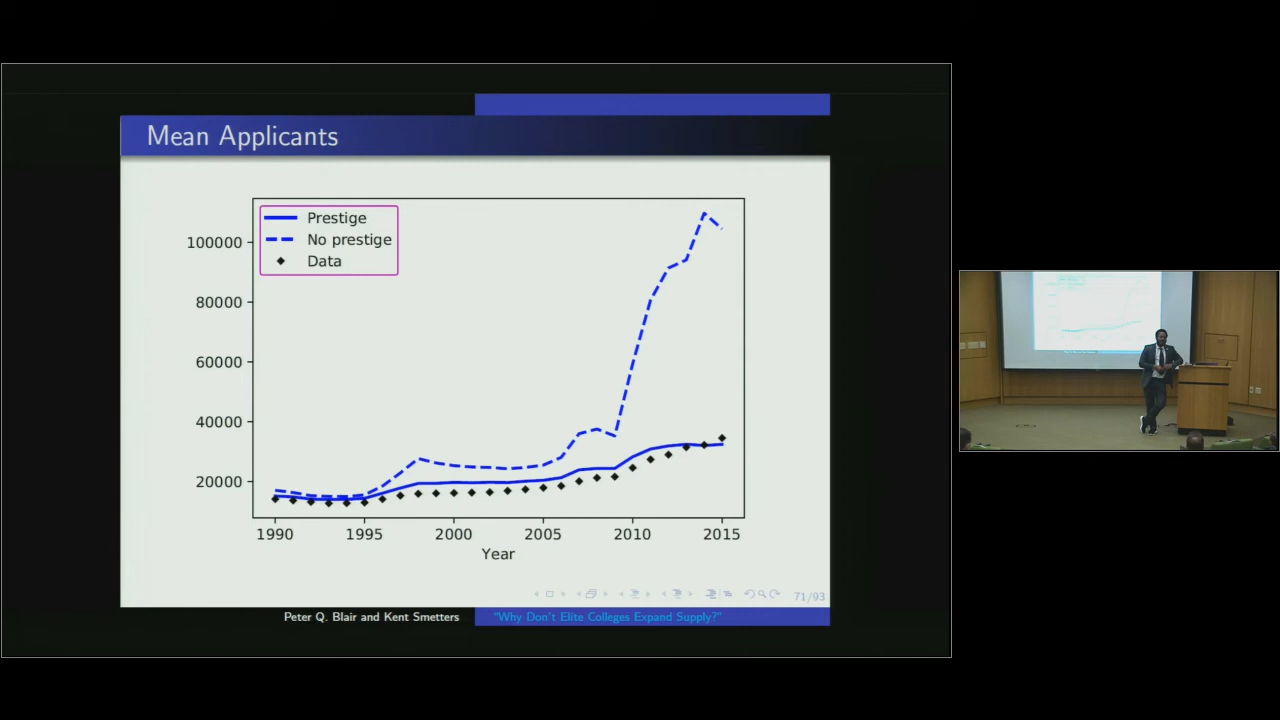 Mean Applicants
Prestige
No prestige
Data
100000
80000
60000
40000
20000
1990 1995 2000 2005 2010 2015
Year
71/93
Peter Q. Blair and Kent Smetters
"Why Don't Elite Colleges Expand Supply?"